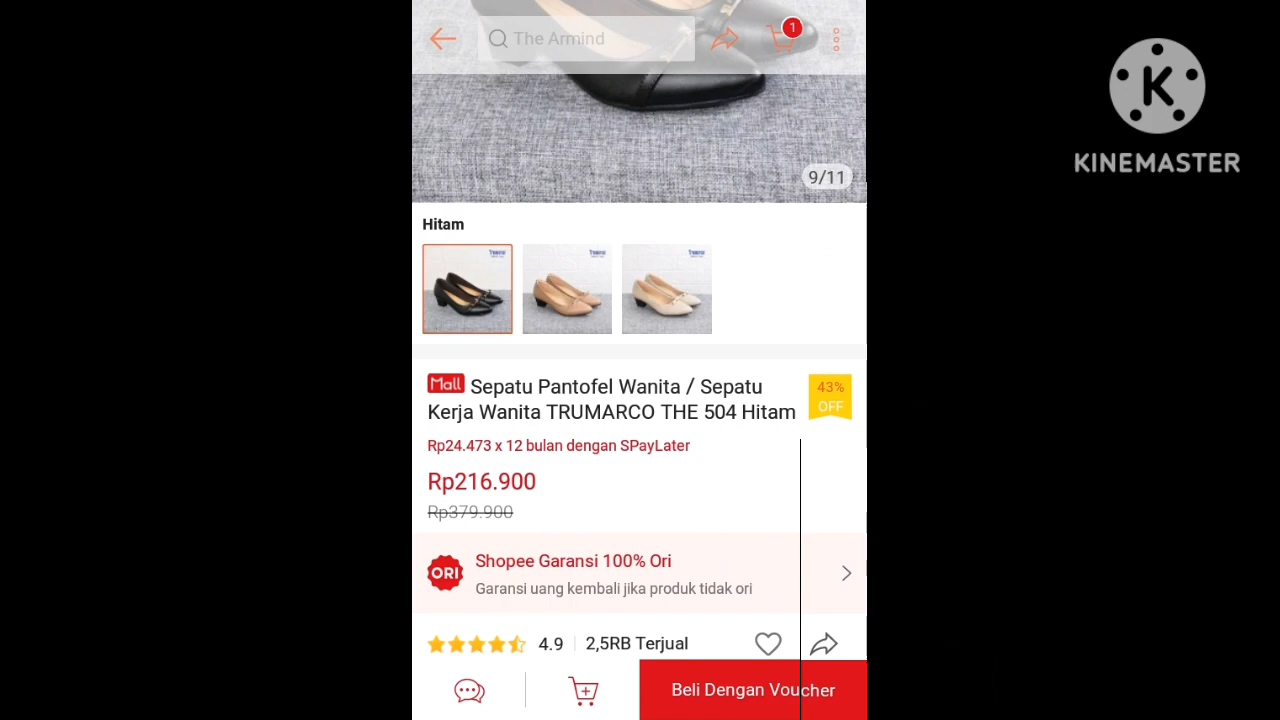 The Armind
1
K
KINEMASTER
9/11
Hitam
Mall Sepatu Pantofel Wanita / Sepatu
Kerja Wanita TRUMARCO THE 504 Hitam
43%
OFF
Rp24.473 x 12 bulan dengan SPayLater
Rp216.900
Rp379.900
ORI
Shopee Garansi 100% Ori
Garansi uang kembali jika produk tidak ori
4.9
2,5RB Terjual
Beli Dengan Voucher